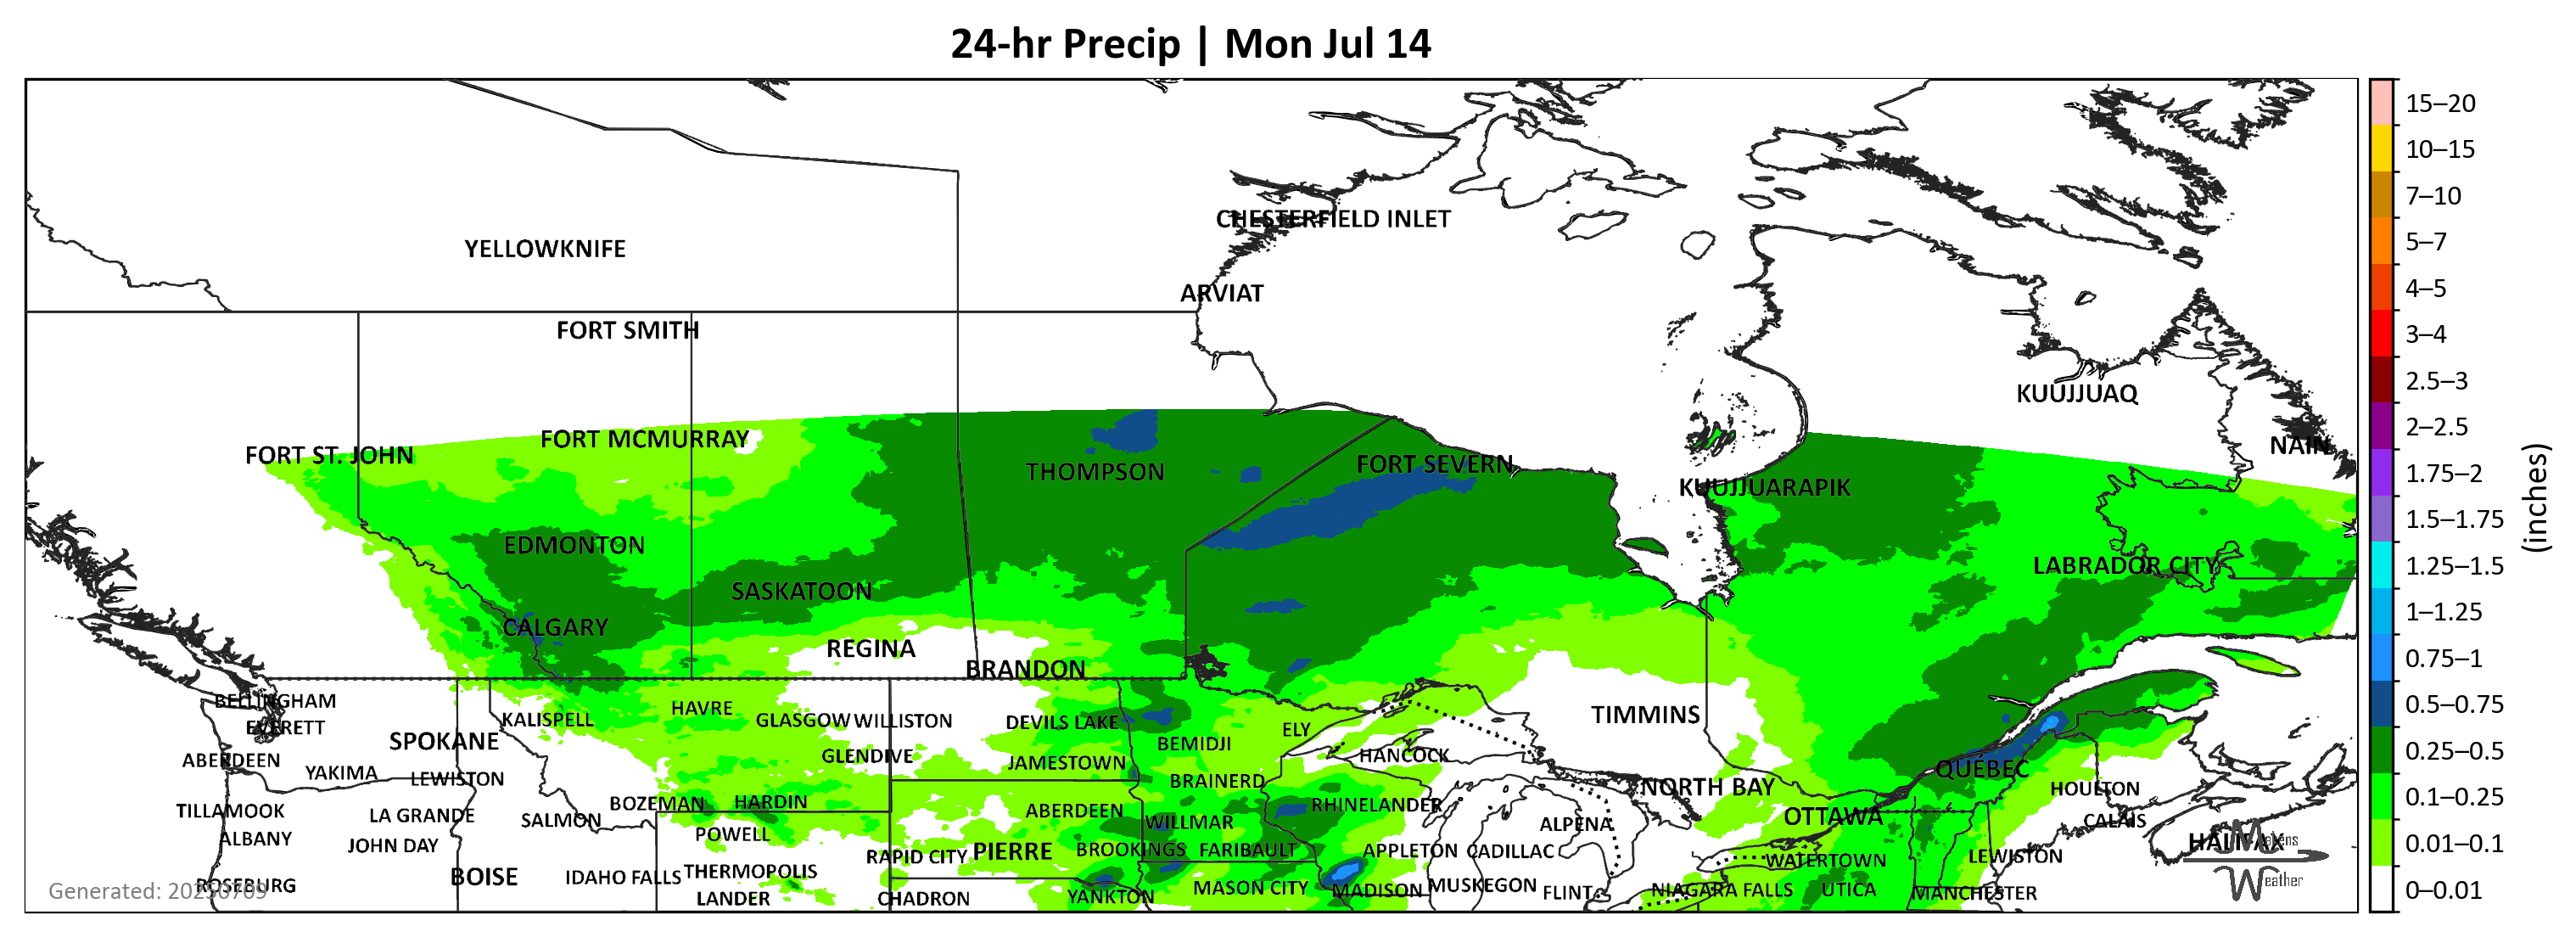 24-hr Precip | Mon Jul 14
CHESTERFIELD INLET
YELLOWKNIFE
ARVIAT
FORT SMITH
KUUJJUAQ
FORT MCMURRAY
NAIN
FORT ST. JOHN
FORT SEVERN
THOMPSON
KUUJJUARAPIK
EDMONTON
LABRADOR CITY
SASKATOON
CALGARY
REGINA
BRANDON
BELLINGHAM
HAVRE
TIMMINS
KALISPELL
GLASGOW
WILLISTON
DEVILS LAKE
EVERETT
ELY
SPOKANE
BEMIDJI
HANCOCK
GLENDIVE
ABERDEEN
JAMESTOWN
QUEBEC
YAKIMA
LEWISTON
BRAINERD
NORTH BAY
HOULTON
BOZEMAN
HARDIN
RHINELANDER
TILLAMOOK
LA GRANDE
ABERDEEN
OTTAWA
SALMON
WILLMAR
CALAIS
ALPENA
POWELL
ALBANY
HALIFAX
JOHN DAY
BROOKINGS
FARIBAULT
APPLETON
CADILLAC
PIERRE
RAPID CITY
LEWISTON
WATERTOWN
THERMOPOLIS
BOISE
IDAHO FALLS
ROSEBURG
MASON CITY
MADISON
MUSKEGON
FLINT
NIAGARA FALLS
UTICA
MANCHESTER
LANDER
CHADRON
YANKTON
Generated: 20250709
Makens
Weather
15–20
10–15
7–10
5–7
4–5
3–4
2.5–3
2–2.5
1.75–2
1.5–1.75
1.25–1.5
1–1.25
0.75–1
0.5–0.75
0.25–0.5
0.1–0.25
0.01–0.1
0–0.01
(inches)